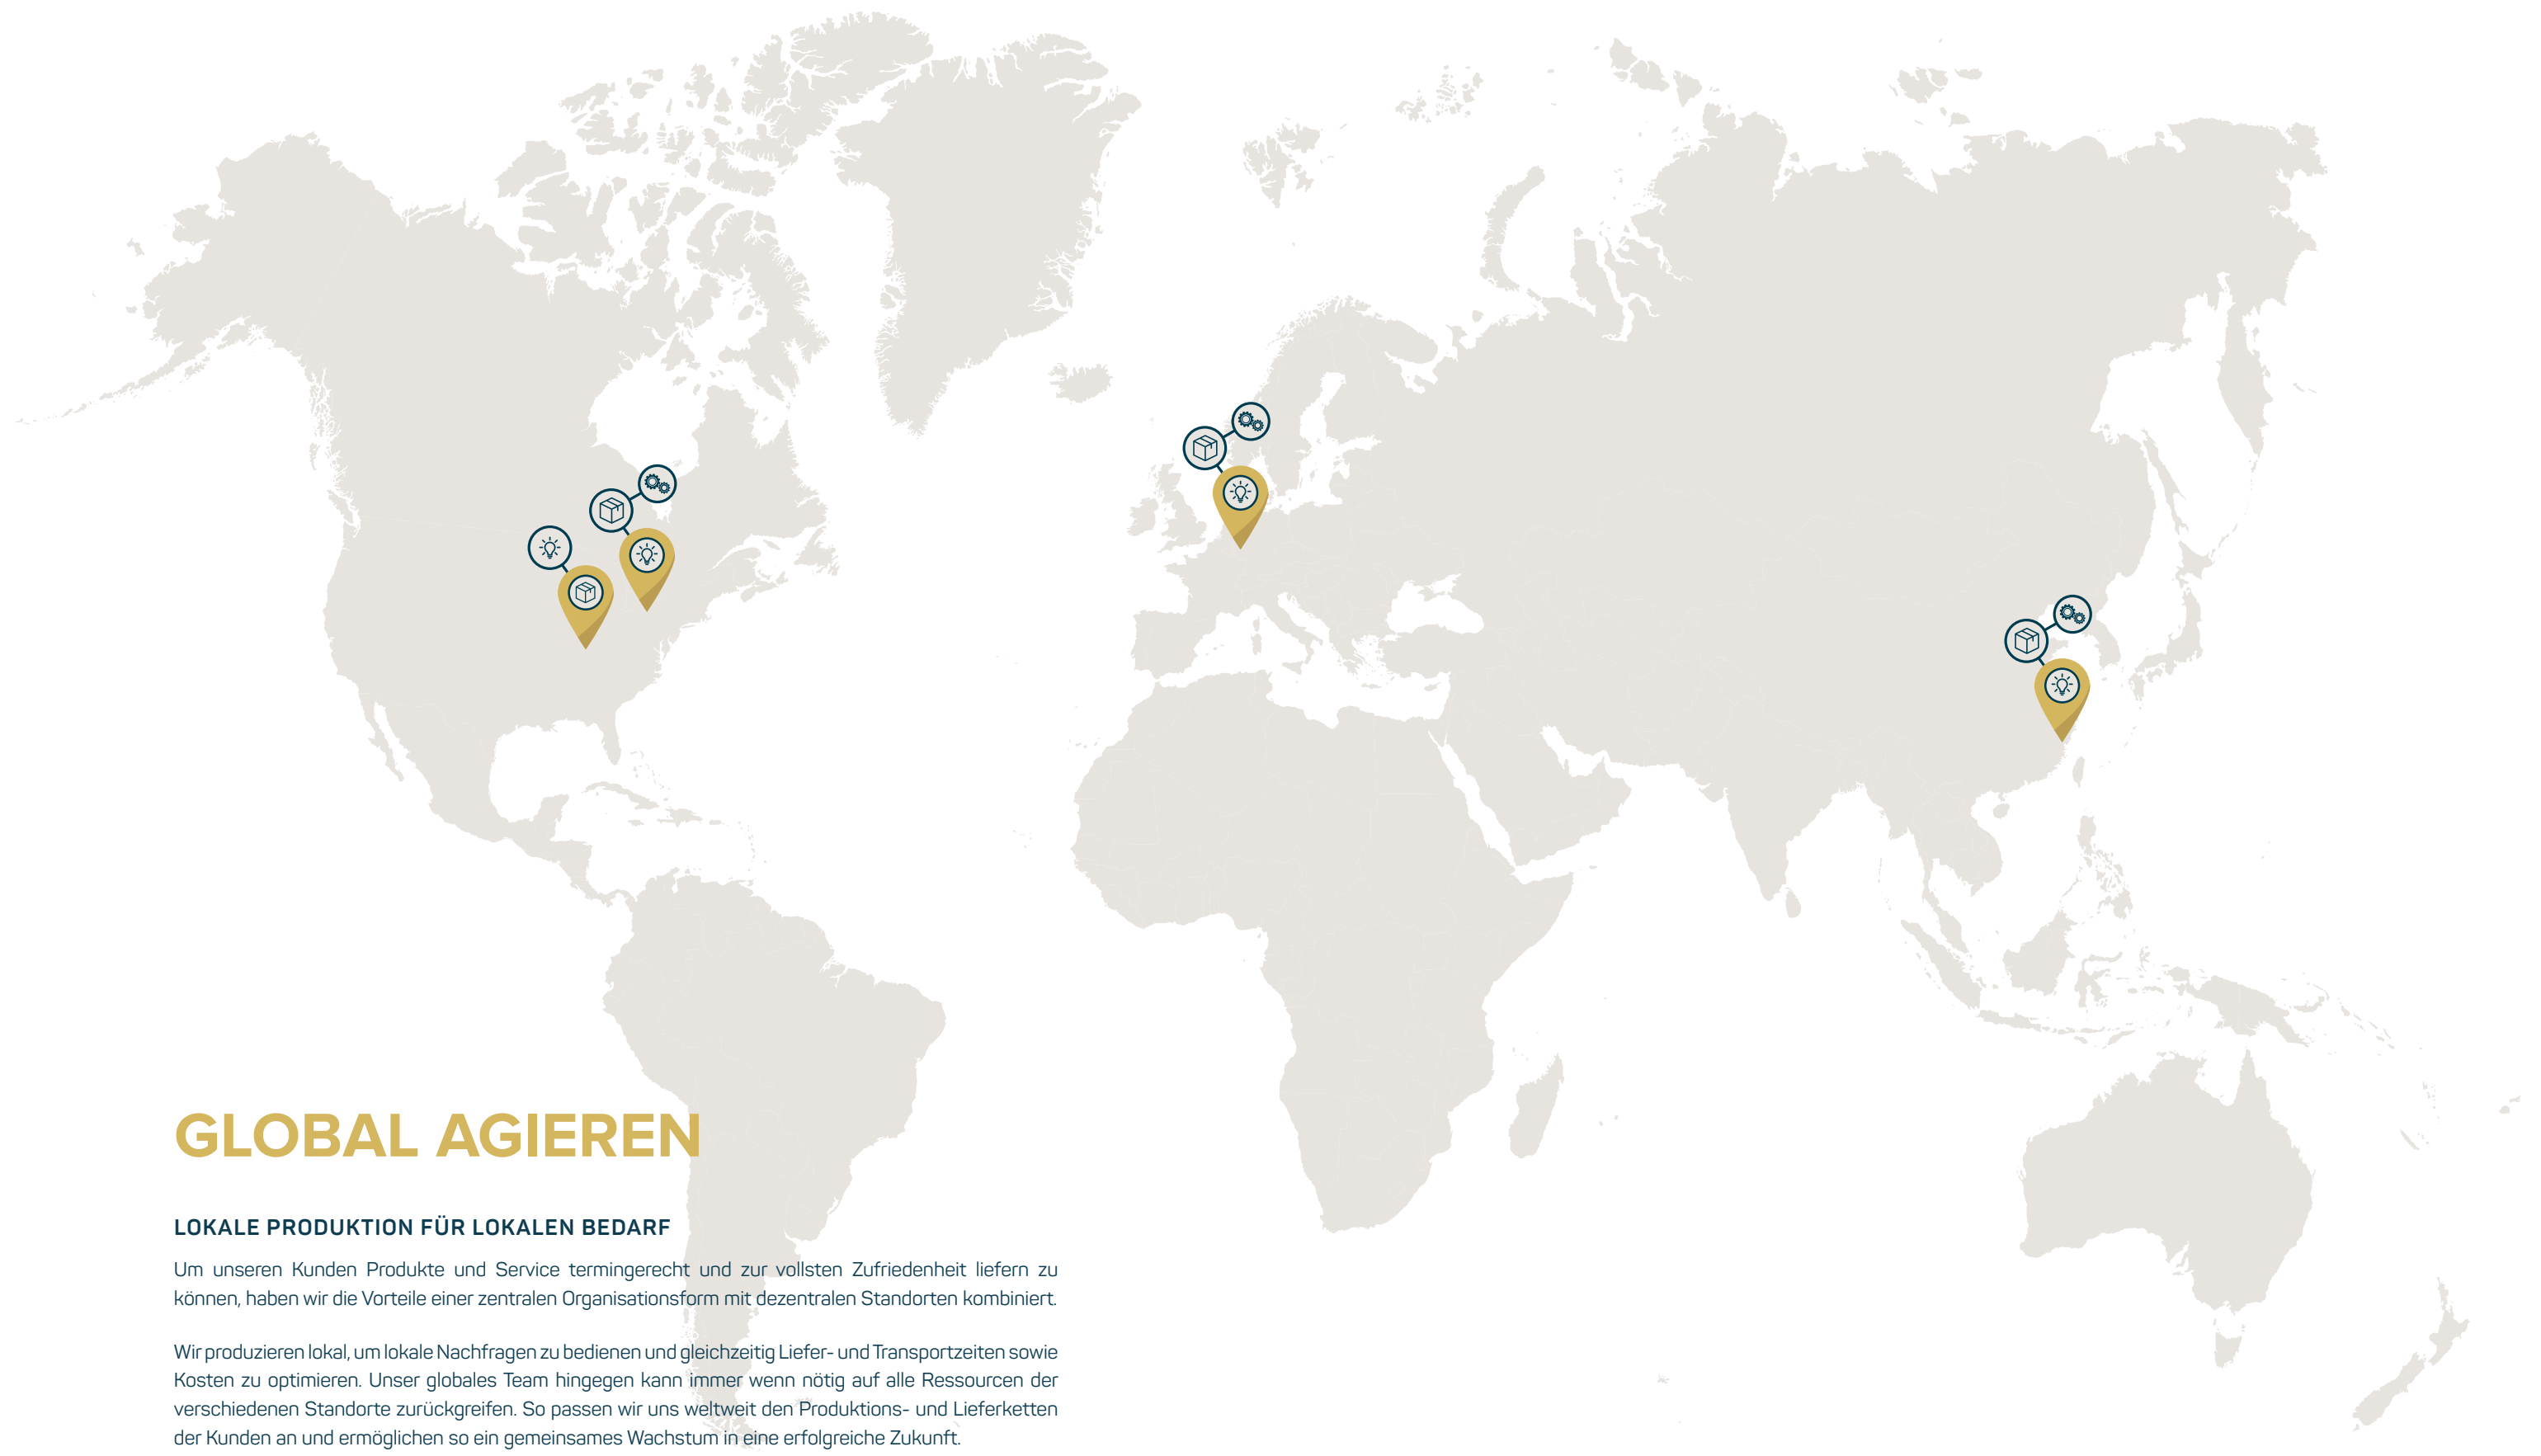 GLOBAL AGIEREN
LOKALE PRODUKTION FÜR LOKALEN BEDARF
Um unseren Kunden Produkte und Service termingerecht und zur vollsten Zufriedenheit liefern zu
können, haben wir die Vorteile einer zentralen Organisationsform mit dezentralen Standorten kombiniert.
Wir produzieren lokal, um lokale Nachfragen zu bedienen und gleichzeitig Liefer- und Transportzeiten sowie
Kosten zu optimieren. Unser globales Team hingegen kann immer wenn nötig auf alle Ressourcen der
verschiedenen Standorte zurückgreifen. So passen wir uns weltweit den Produktions- und Lieferketten
der Kunden an und ermöglichen so ein gemeinsames Wachstum in eine erfolgreiche Zukunft.